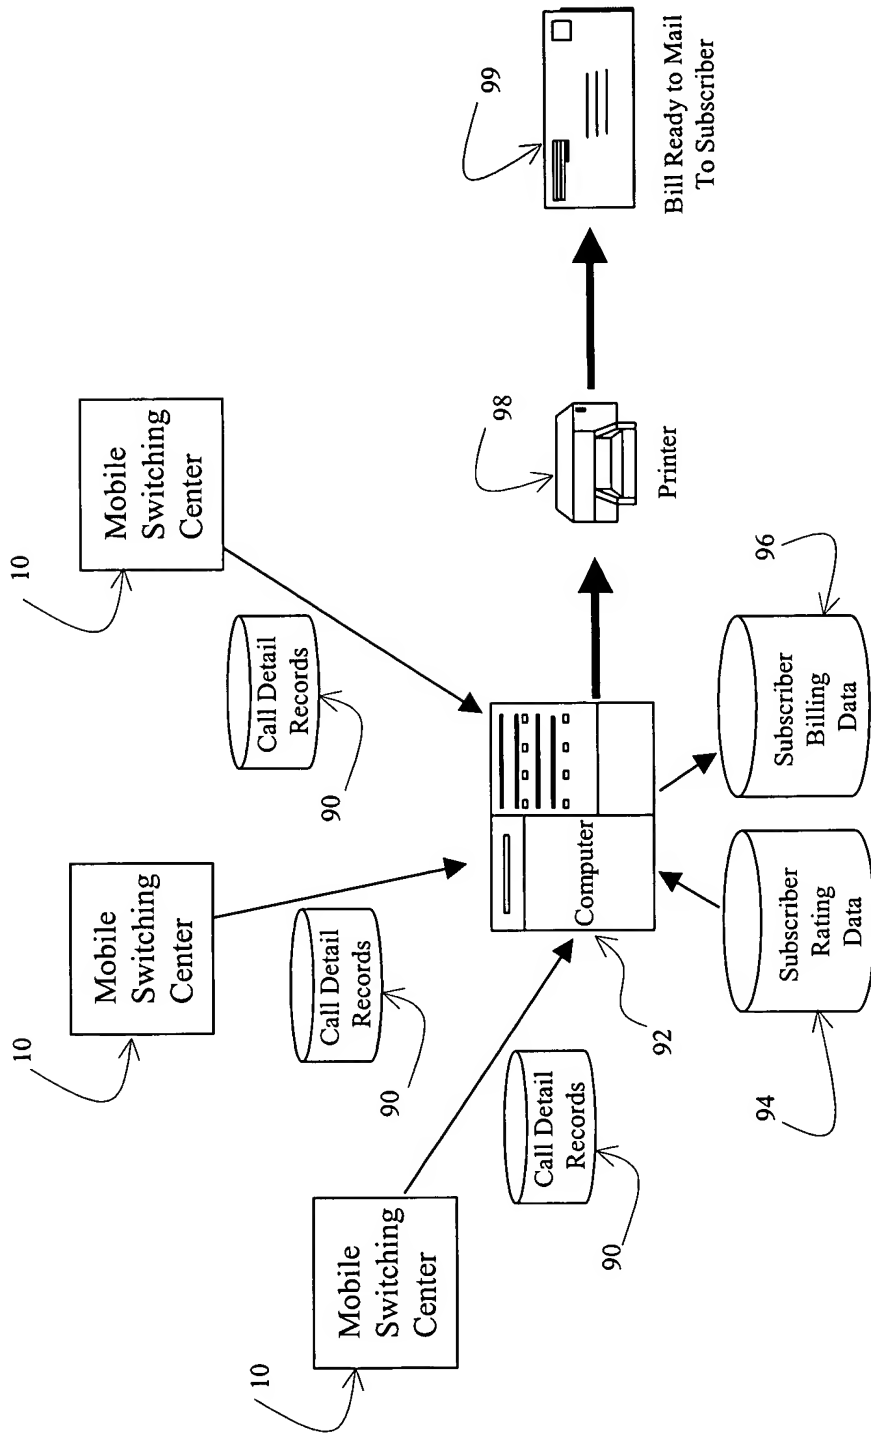 10
Mobile
Switching
Center
10
Mobile
Switching
Center
10
Mobile
Switching
Center
Call Detail
Records
90
Call Detail
Records
90
Call Detail
Records
90
Computer
92
Subscriber
Rating
Data
94
Subscriber
Billing
Data
96
Printer
98
99
Bill Ready to Mail
To Subscriber